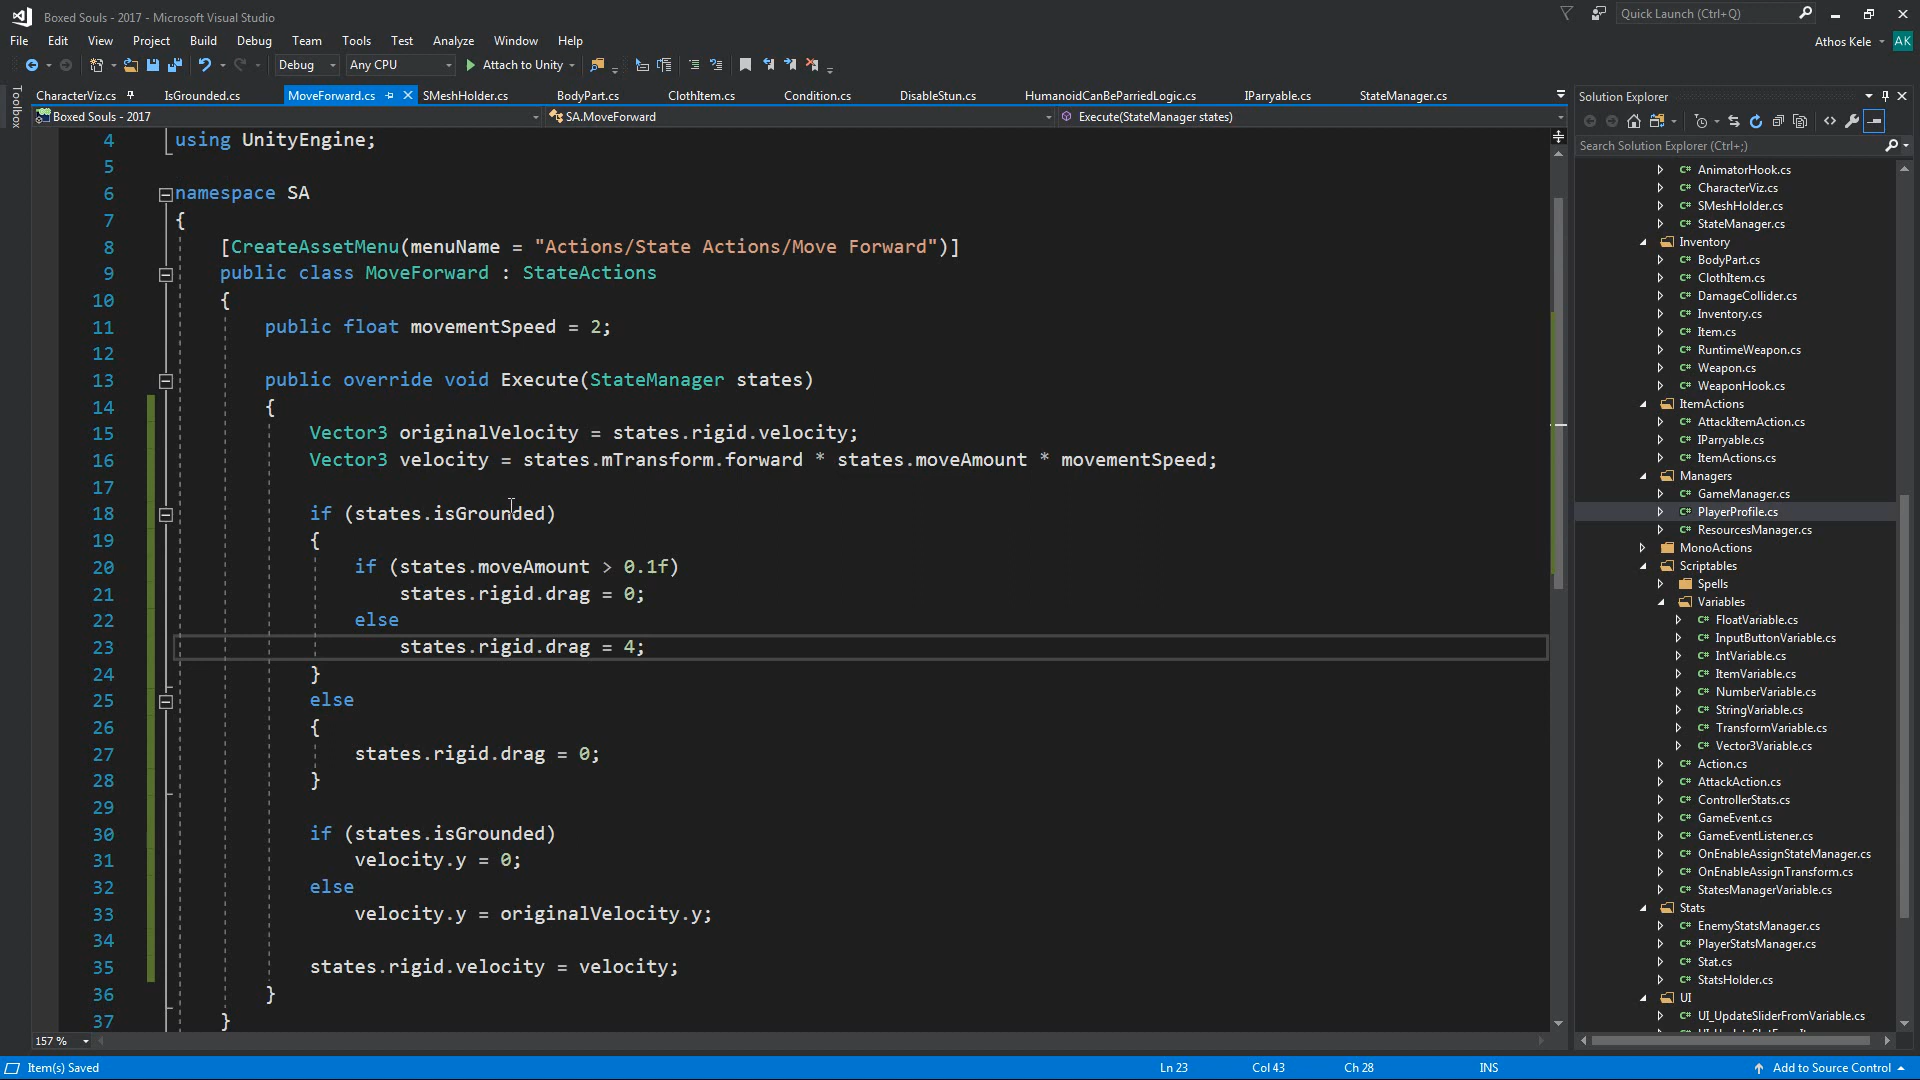 Boxed Souls - 2017 - Microsoft Visual Studio
Quick Launch (Ctrl+Q)
File Edit View Project Build Debug Team Tools Test Analyze Window Help
Athos Kele AK
Debug Any CPU Attach to Unity
Toolbox
CharacterViz.cs IsGrounded.cs MoveForward.cs SMeshHolder.cs BodyPart.cs ClothItem.cs Condition.cs DisableStun.cs HumanoidCanBeParriedLogic.cs IParryable.cs StateManager.cs
Boxed Souls - 2017 SA.MoveForward Execute(StateManager states)
4 using UnityEngine;
5
6 namespace SA
7 {
8 [CreateAssetMenu(menuName = "Actions/State Actions/Move Forward")]
9 public class MoveForward : StateActions
10 {
11 public float movementSpeed = 2;
12
13 public override void Execute(StateManager states)
14 {
15 Vector3 originalVelocity = states.rigid.velocity;
16 Vector3 velocity = states.mTransform.forward * states.moveAmount * movementSpeed;
17
18 if (states.isGrounded)
19 {
20 if (states.moveAmount > 0.1f)
21 states.rigid.drag = 0;
22 else
23 states.rigid.drag = 4;
24 }
25 else
26 {
27 states.rigid.drag = 0;
28 }
29
30 if (states.isGrounded)
31 velocity.y = 0;
32 else
33 velocity.y = originalVelocity.y;
34
35 states.rigid.velocity = velocity;
36 }
37 }
157 %
Solution Explorer
Search Solution Explorer (Ctrl+;)
C# AnimatorHook.cs
C# CharacterViz.cs
C# SMeshHolder.cs
C# StateManager.cs
Inventory
C# BodyPart.cs
C# ClothItem.cs
C# DamageCollider.cs
C# Inventory.cs
C# Item.cs
C# RuntimeWeapon.cs
C# Weapon.cs
C# WeaponHook.cs
ItemActions
C# AttackItemAction.cs
C# IParryable.cs
C# ItemActions.cs
Managers
C# GameManager.cs
C# PlayerProfile.cs
C# ResourcesManager.cs
MonoActions
Scriptables
Spells
Variables
C# FloatVariable.cs
C# InputButtonVariable.cs
C# IntVariable.cs
C# ItemVariable.cs
C# NumberVariable.cs
C# StringVariable.cs
C# TransformVariable.cs
C# Vector3Variable.cs
C# Action.cs
C# AttackAction.cs
C# ControllerStats.cs
C# GameEvent.cs
C# GameEventListener.cs
C# OnEnableAssignStateManager.cs
C# OnEnableAssignTransform.cs
C# StatesManagerVariable.cs
Stats
C# EnemyStatsManager.cs
C# PlayerStatsManager.cs
C# Stat.cs
C# StatsHolder.cs
UI
C# UI_UpdateSliderFromVariable.cs
Item(s) Saved Ln 23 Col 43 Ch 28 INS Add to Source Control